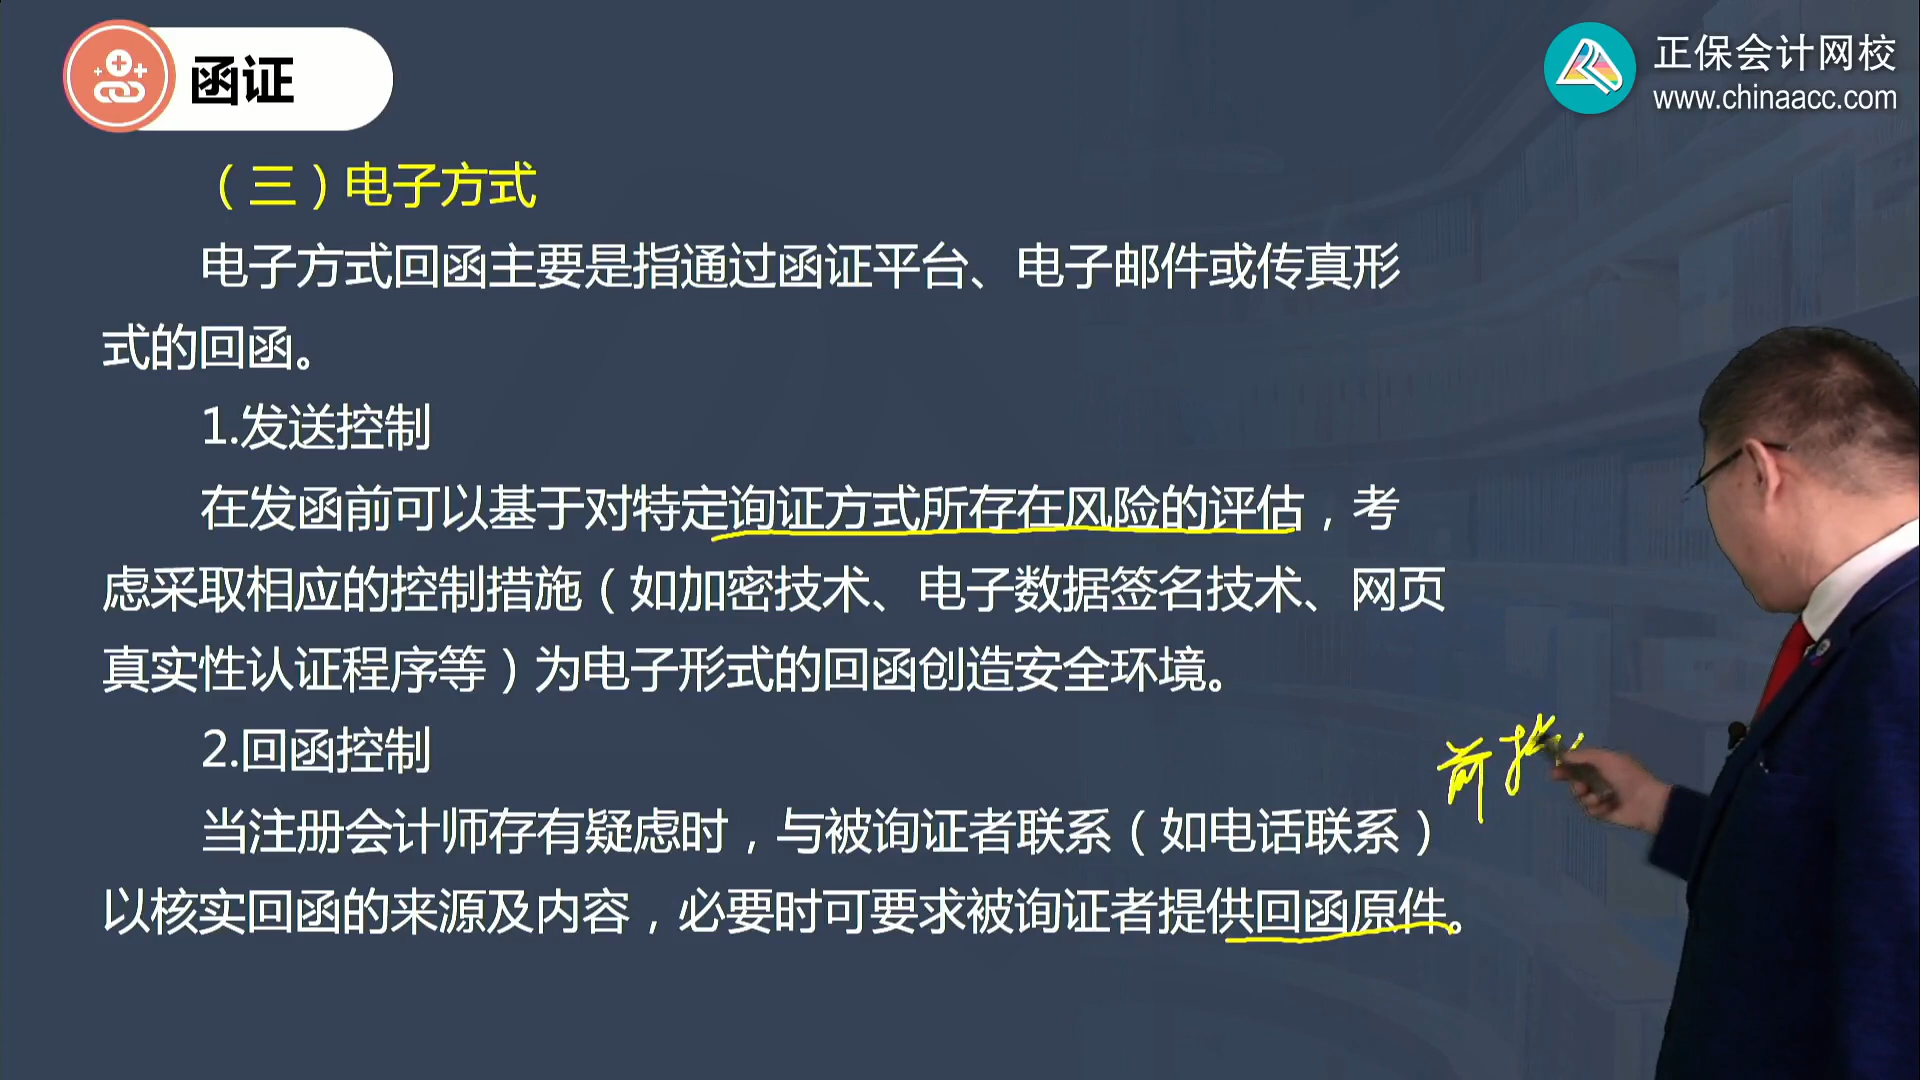 函证
正保会计网校
www.chinaacc.com
（三）电子方式
电子方式回函主要是指通过函证平台、电子邮件或传真形
式的回函。
1.发送控制
在发函前可以基于对特定询证方式所存在风险的评估，考
虑采取相应的控制措施（如加密技术、电子数据签名技术、网页
真实性认证程序等）为电子形式的回函创造安全环境。
2.回函控制
前
当注册会计师存有疑虑时，与被询证者联系（如电话联系）
以核实回函的来源及内容，必要时可要求被询证者提供回函原件。